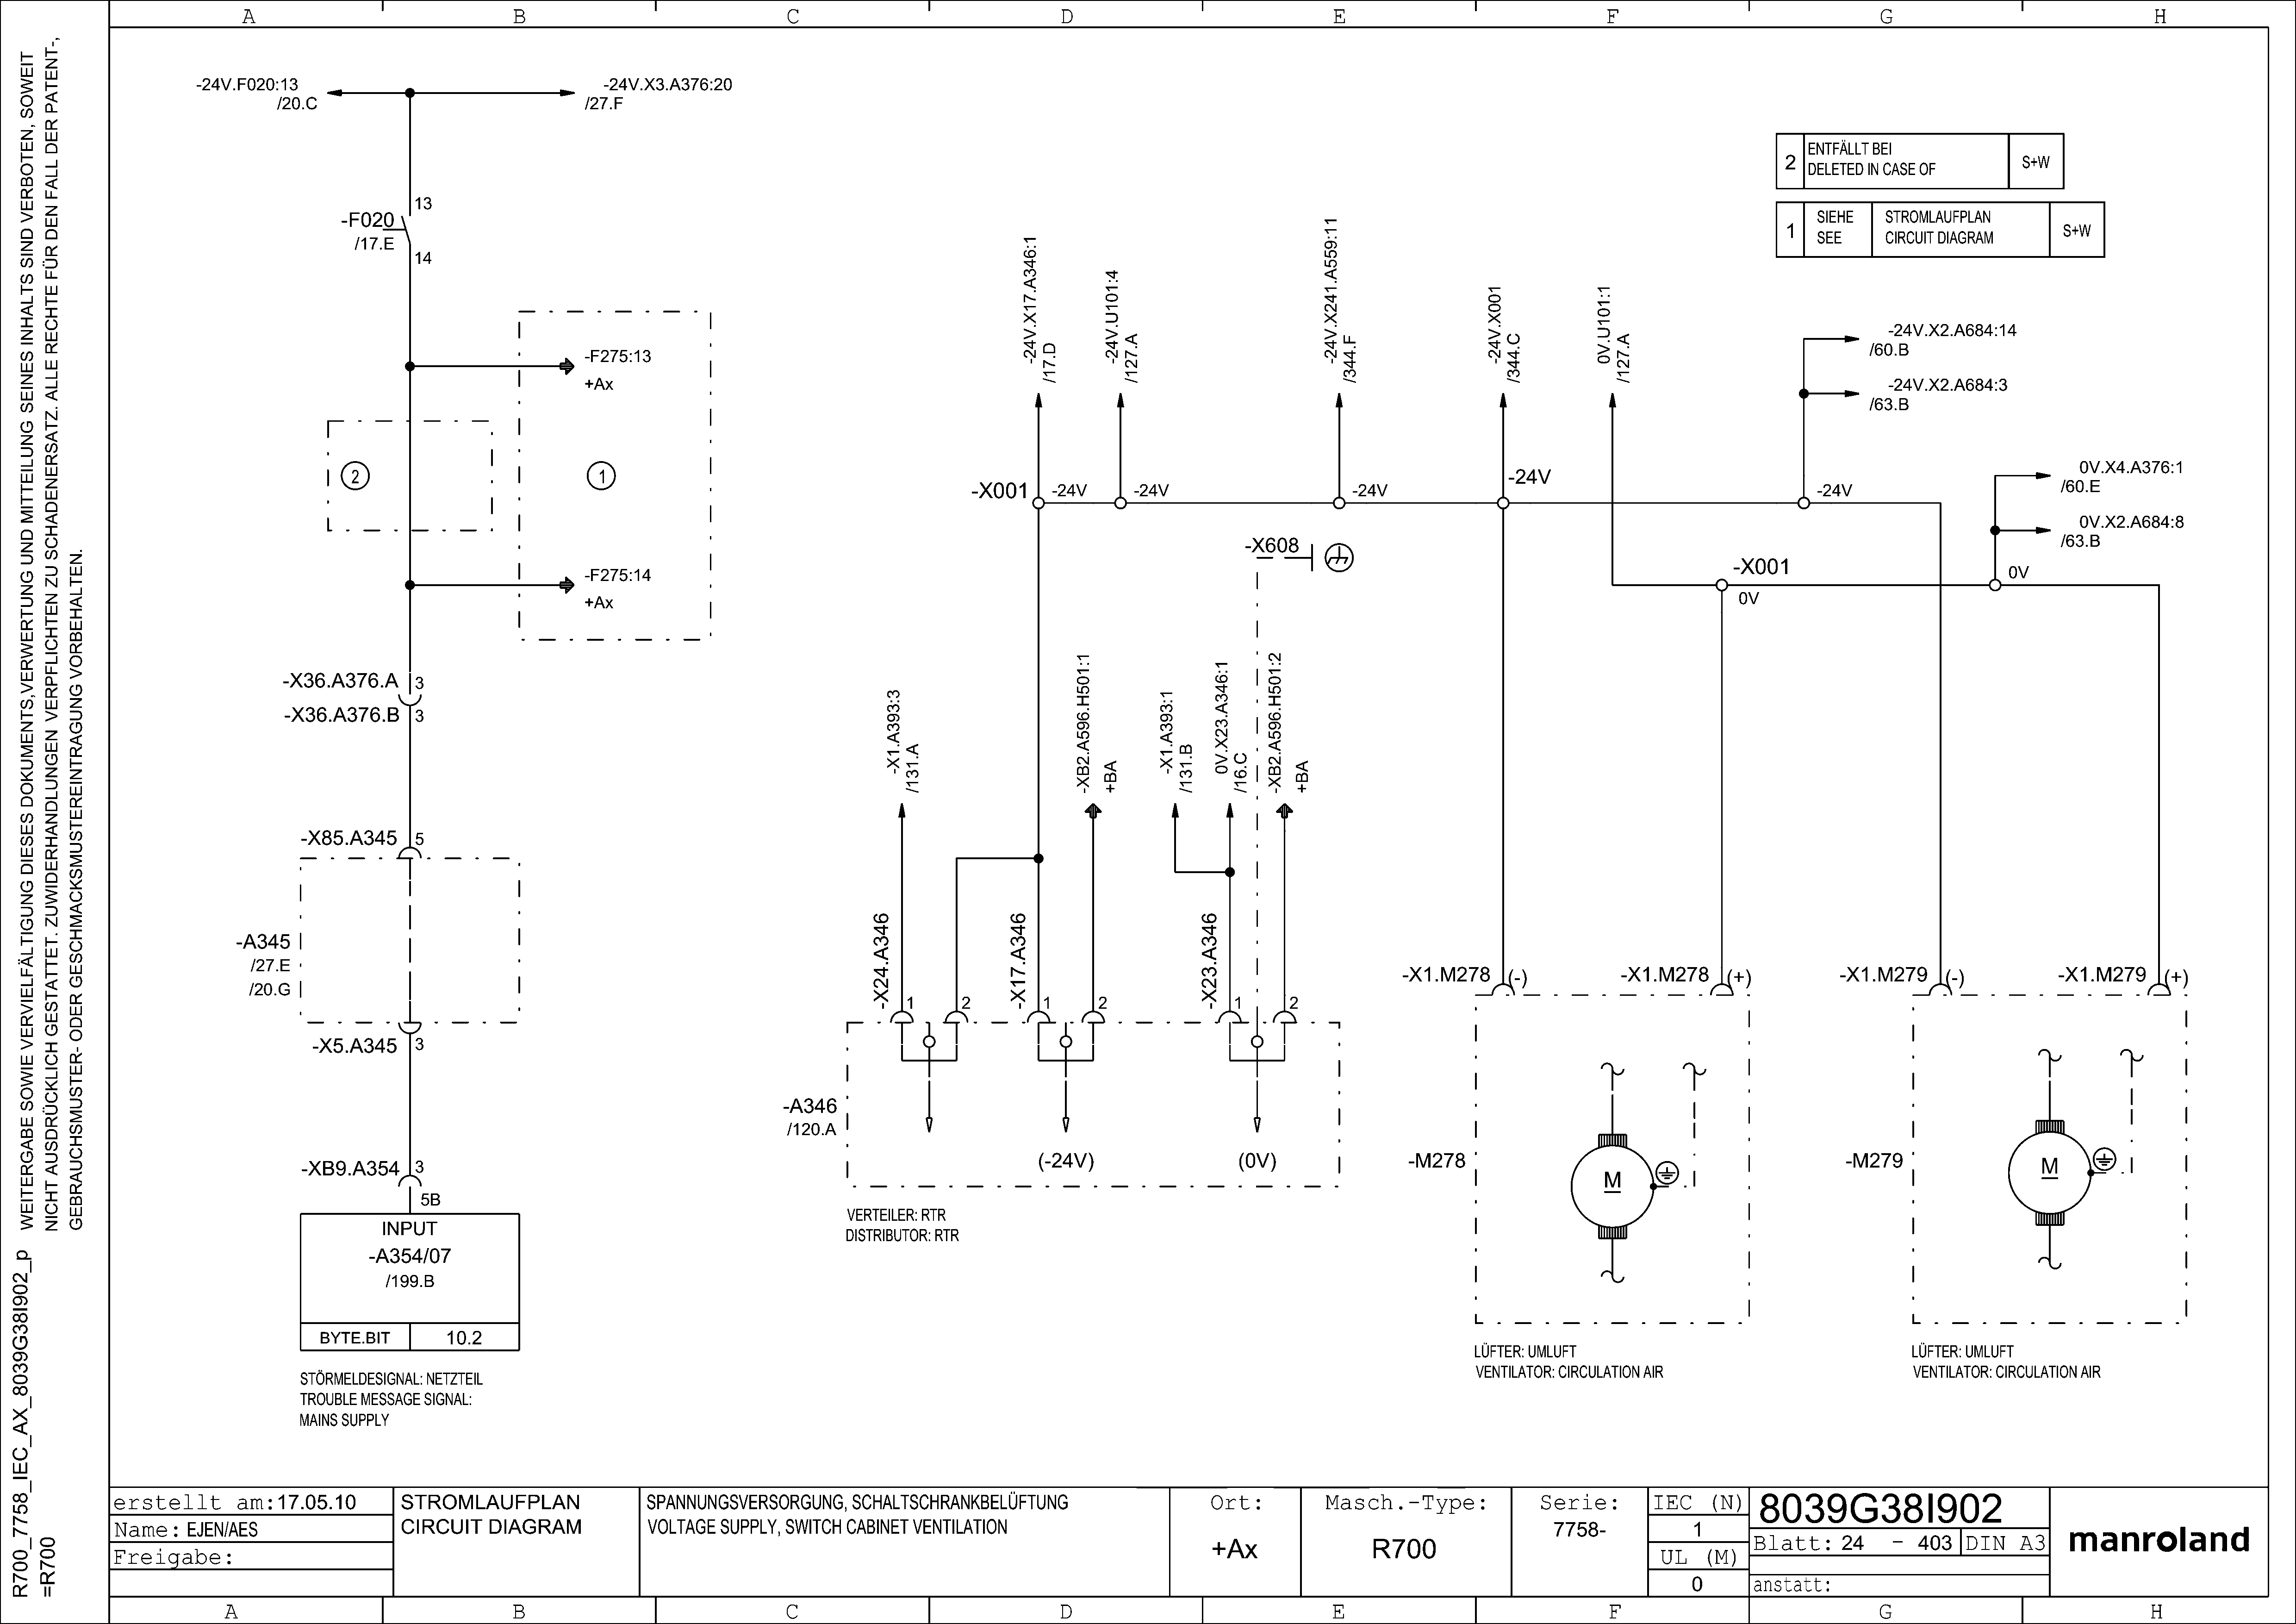 A B C D E F G H
WEITERGABE SOWIE VERVIELFÄLTIGUNG DIESES DOKUMENTS,VERWERTUNG UND MITTEILUNG SEINES INHALTS SIND VERBOTEN, SOWEIT
NICHT AUSDRÜCKLICH GESTATTET. ZUWIDERHANDLUNGEN VERPFLICHTEN ZU SCHADENERSATZ. ALLE RECHTE FÜR DEN FALL DER PATENT-,
GEBRAUCHSMUSTER- ODER GESCHMACKSMUSTEREINTRAGUNG VORBEHALTEN.
R700_7758_IEC_AX_8039G38I902_p
=R700
-24V.F020:13
/20.C
-24V.X3.A376:20
/27.F
13
-F020
/17.E
14
-F275:13
+Ax
2
1
-F275:14
+Ax
-X36.A376.A 3
-X36.A376.B 3
-X85.A345 5
-A345
/27.E
/20.G
-X5.A345 3
-XB9.A354 3
5B
INPUT
-A354/07
/199.B
BYTE.BIT 10.2
STÖRMELDESIGNAL: NETZTEIL
TROUBLE MESSAGE SIGNAL:
MAINS SUPPLY
2 ENTFÄLLT BEI
DELETED IN CASE OF
S+W
1 SIEHE STROMLAUFPLAN
SEE CIRCUIT DIAGRAM
S+W
-24V.X17.A346:1
/17.D
-24V.U101:4
/127.A
-24V.X241.A559:11
/344.F
-24V.X001
/344.C
0V.U101:1
/127.A
-24V.X2.A684:14
/60.B
-24V.X2.A684:3
/63.B
0V.X4.A376:1
/60.E
0V.X2.A684:8
/63.B
-X001 -24V -24V -24V -24V -24V
-X608
-X001
0V
0V
-X1.A393:3
/131.A
-XB2.A596.H501:1
+BA
-X1.A393:1
/131.B
0V.X23.A346:1
/16.C
-XB2.A596.H501:2
+BA
-X24.A346 1 2
-X17.A346 1 2
-X23.A346 1 2
-A346
/120.A
(-24V) (0V)
VERTEILER: RTR
DISTRIBUTOR: RTR
-X1.M278 (-) -X1.M278 (+) -X1.M279 (-) -X1.M279 (+)
-M278
M
-M279
M
LÜFTER: UMLUFT
VENTILATOR: CIRCULATION AIR
LÜFTER: UMLUFT
VENTILATOR: CIRCULATION AIR
erstellt am:17.05.10
Name: EJEN/AES
Freigabe:
STROMLAUFPLAN
CIRCUIT DIAGRAM
SPANNUNGSVERSORGUNG, SCHALTSCHRANKBELÜFTUNG
VOLTAGE SUPPLY, SWITCH CABINET VENTILATION
Ort:
+Ax
Masch.-Type:
R700
Serie:
7758-
IEC (N)
1
UL (M)
0
8039G38I902
Blatt: 24 - 403 DIN A3
anstatt:
manroland
A B C D E F G H